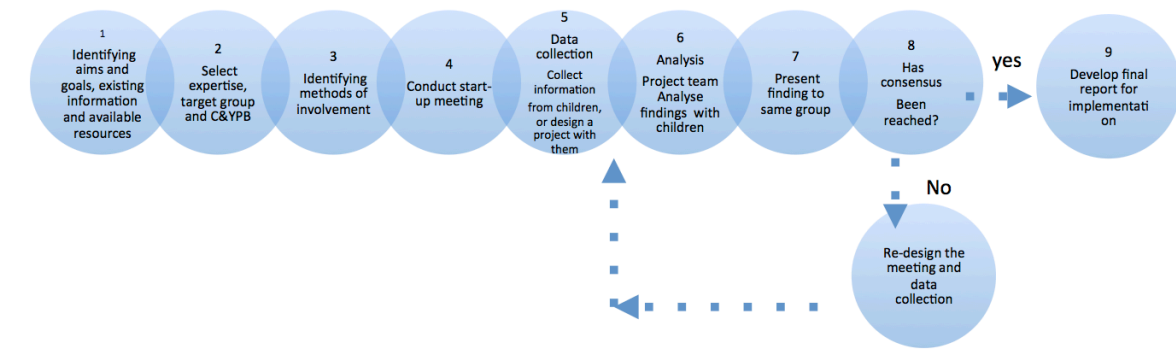 1
Identifying
aims and
goals, existing
information
and available
resources
2
Select
expertise,
target group
and C&YPB
3
Identifying
methods of
involvement
4
Conduct start-
up meeting
5
Data
collection
Collect
information
from children,
or design a
project with
them
6
Analysis
Project team
Analyse
findings with
children
7
Present
finding to
same group
8
Has
consensus
Been
reached?
yes
9
Develop final
report for
implementati
on
No
Re-design the
meeting and
data
collection